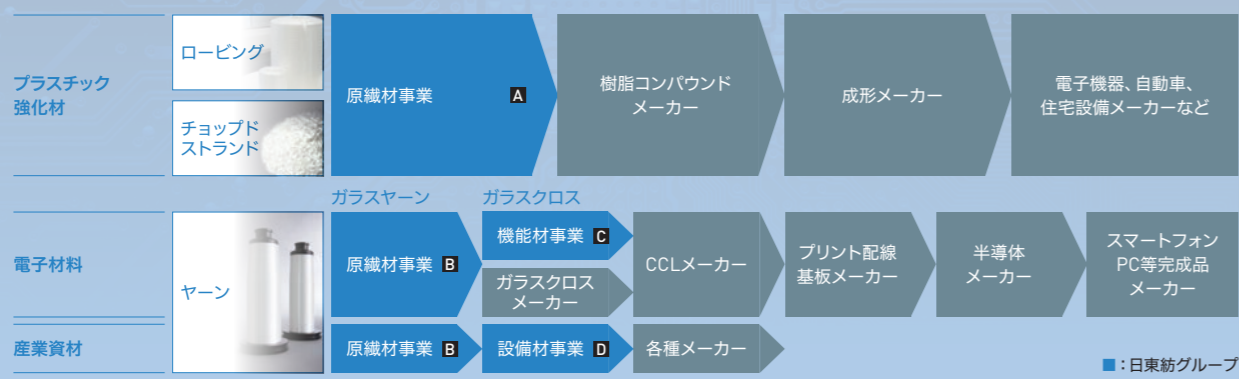 プラスチック
強化材
ロービング
チョップド
ストランド
原繊材事業 A
樹脂コンパウンド
メーカー
成形メーカー
電子機器、自動車、
住宅設備メーカーなど
ガラスヤーン
ガラスクロス
電子材料
ヤーン
原繊材事業 B
機能材事業 C
ガラスクロス
メーカー
CCLメーカー
プリント配線
基板メーカー
半導体
メーカー
スマートフォン
PC等完成品
メーカー
産業資材
原繊材事業 B
設備材事業 D
各種メーカー
■：日東紡グループ